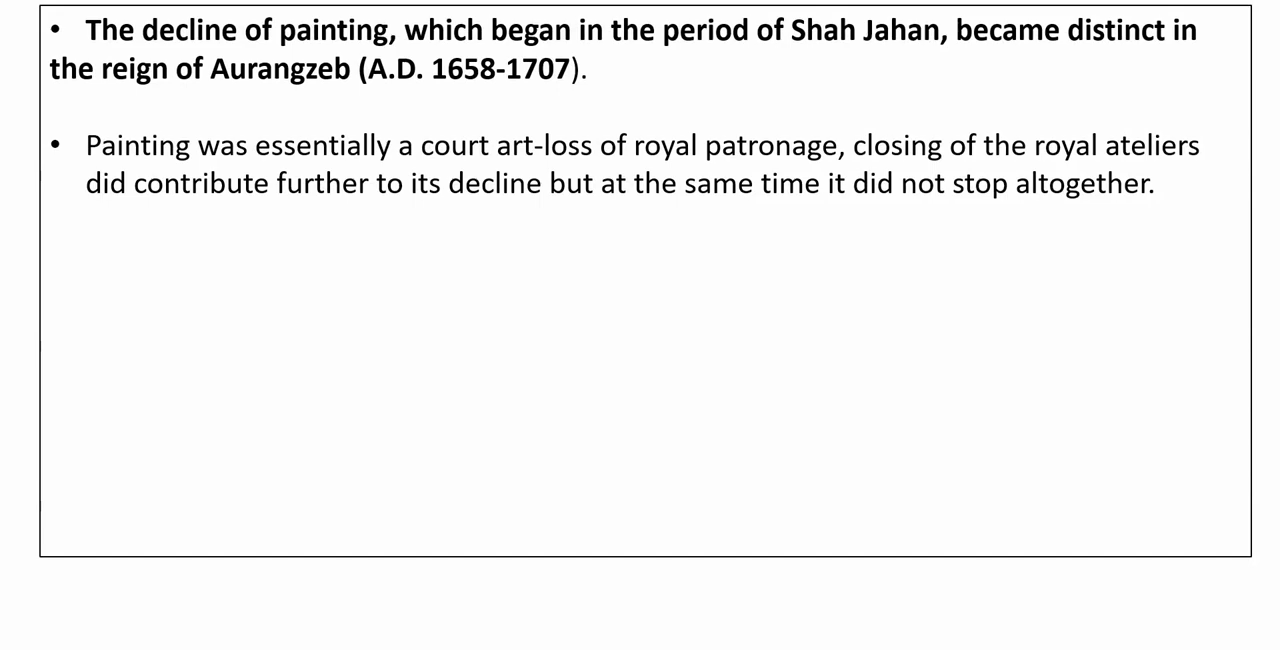 • The decline of painting, which began in the period of Shah Jahan, became distinct in
the reign of Aurangzeb (A.D. 1658-1707).
• Painting was essentially a court art-loss of royal patronage, closing of the royal ateliers
did contribute further to its decline but at the same time it did not stop altogether.